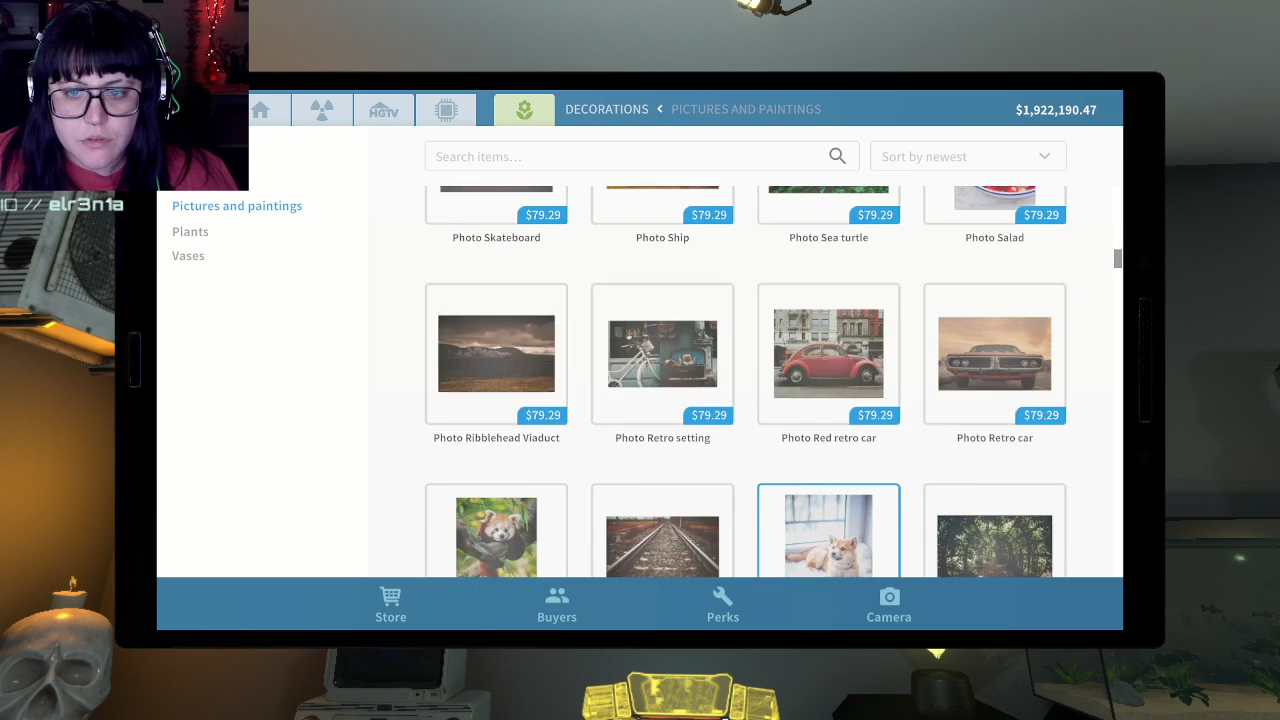 HGTV
DECORATIONS < PICTURES AND PAINTINGS
$1,922,190.47
Search items...
Sort by newest
ID // elr3n1a
Pictures and paintings
Plants
Vases
$79.29
$79.29
$79.29
$79.29
Photo Skateboard
Photo Ship
Photo Sea turtle
Photo Salad
$79.29
$79.29
$79.29
$79.29
Photo Ribblehead Viaduct
Photo Retro setting
Photo Red retro car
Photo Retro car
Store
Buyers
Perks
Camera